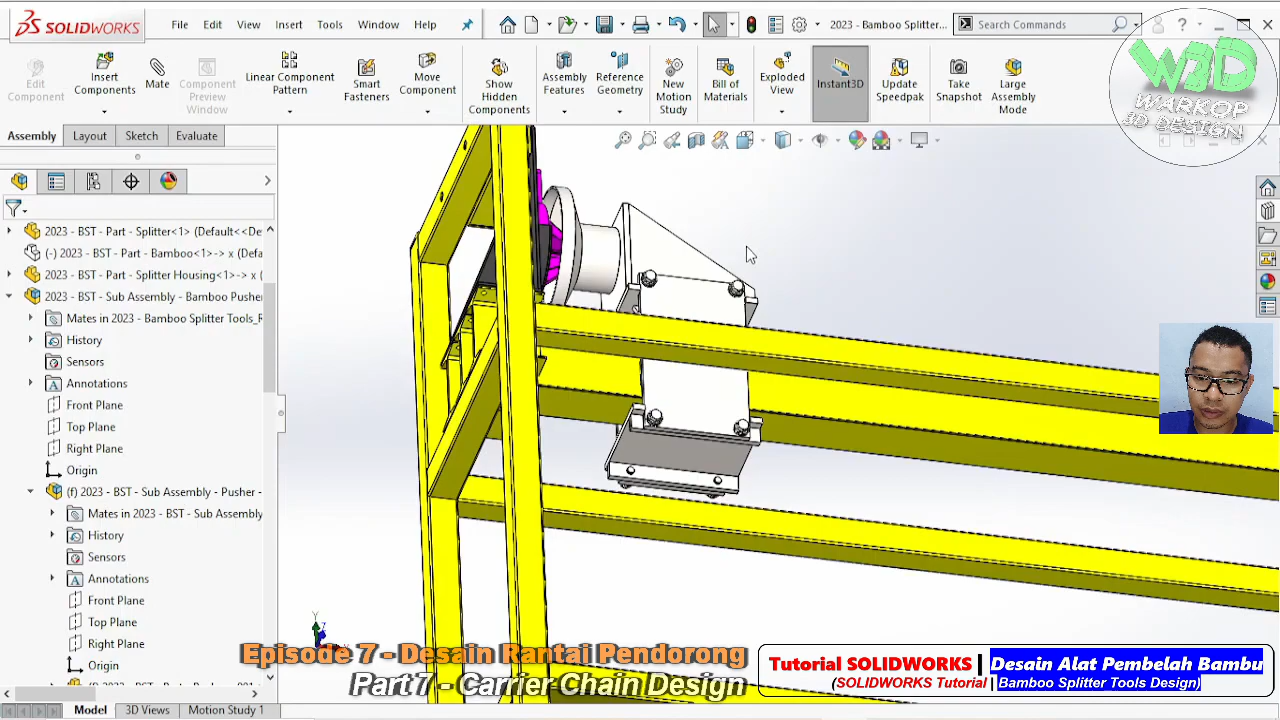 SOLIDWORKS
File
Edit
View
Insert
Tools
Window
Help
2023 - Bamboo Splitter...
Search Commands
?
Edit Component
Insert Components
Mate
Component Preview Window
Linear Component Pattern
Smart Fasteners
Move Component
Show Hidden Components
Assembly Features
Reference Geometry
New Motion Study
Bill of Materials
Exploded View
Instant3D
Update Speedpak
Take Snapshot
Large Assembly Mode
W3D
WARKOP
3D DESIGN
Assembly
Layout
Sketch
Evaluate
2023 - BST - Part - Splitter<1> (Default<<De
(-) 2023 - BST - Part - Bamboo<1> -> x (Defa
2023 - BST - Part - Splitter Housing<1> -> x (
2023 - BST - Sub Assembly - Bamboo Pusher
Mates in 2023 - Bamboo Splitter Tools_R
History
Sensors
Annotations
Front Plane
Top Plane
Right Plane
Origin
(f) 2023 - BST - Sub Assembly - Pusher -
Mates in 2023 - BST - Sub Assembly
History
Sensors
Annotations
Front Plane
Top Plane
Right Plane
Origin
Y
Episode 7 - Desain Rantai Pendorong
Part 7 - Carrier Chain Design
Tutorial SOLIDWORKS | Desain Alat Pembelah Bambu
(SOLIDWORKS Tutorial | Bamboo Splitter Tools Design)
Model
3D Views
Motion Study 1